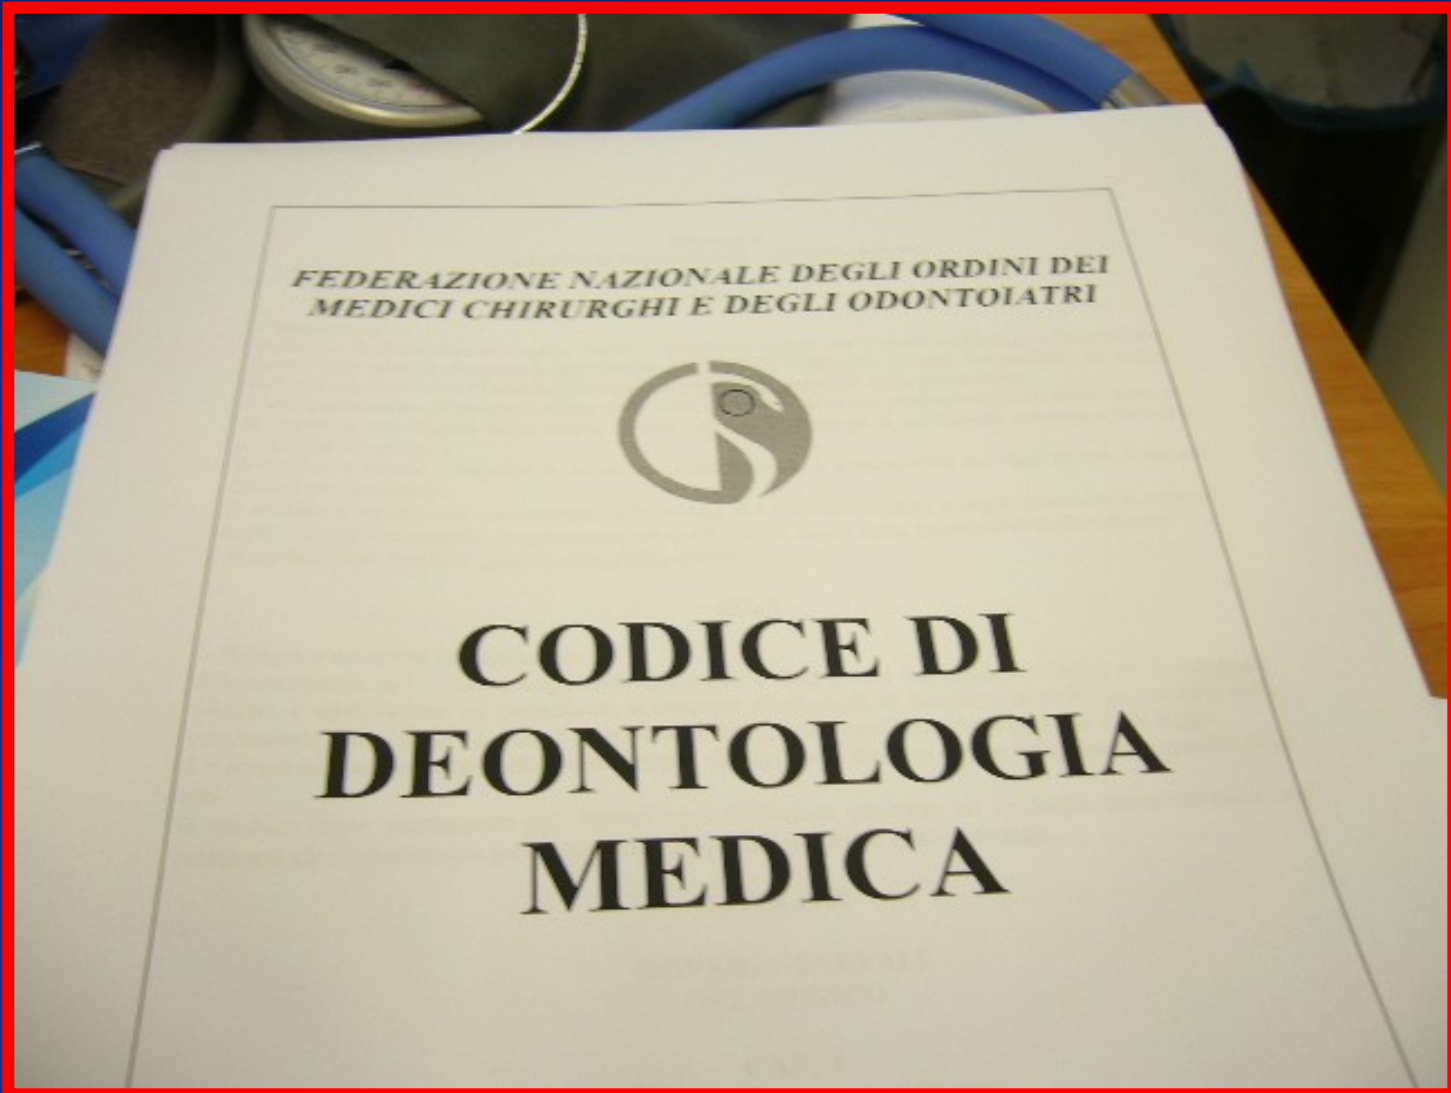 FEDERAZIONE NAZIONALE DEGLI ORDINI DEI
MEDICI CHIRURGHI E DEGLI ODONTOIATRI
CODICE DI
DEONTOLOGIA
MEDICA